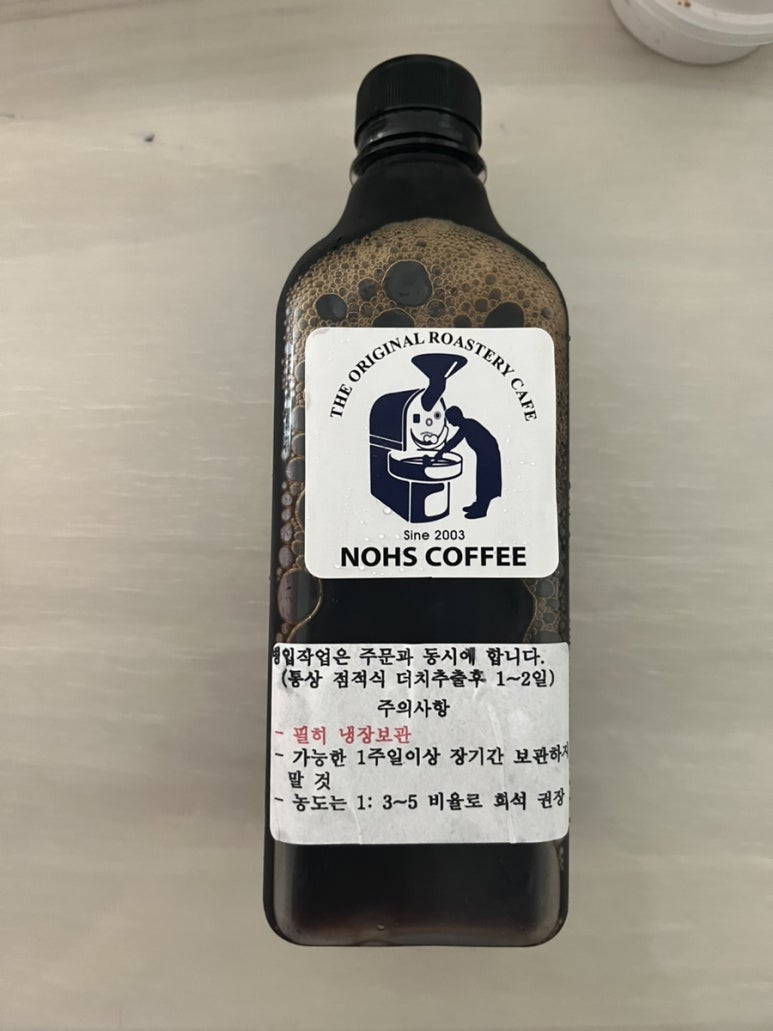 THE ORIGINAL ROASTERY CAFE
Sine 2003
NOHS COFFEE
병입작업은 주문과 동시에 합니다.
(통상 점적식 더치추출후 1~2일)
주의사항
- 필히 냉장보관
- 가능한 1주일이상 장기간 보관하지
말 것
- 농도는 1: 3~5 비율로 희석 권장